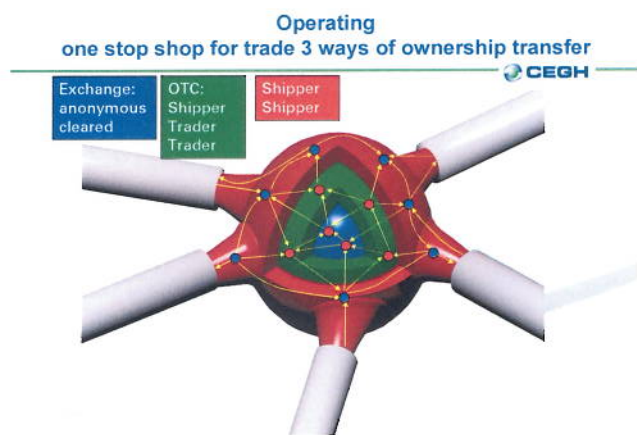 Operating
one stop shop for trade 3 ways of ownership transfer
CEGH
Exchange:
anonymous
cleared
OTC:
Shipper
Trader
Trader
Shipper
Shipper